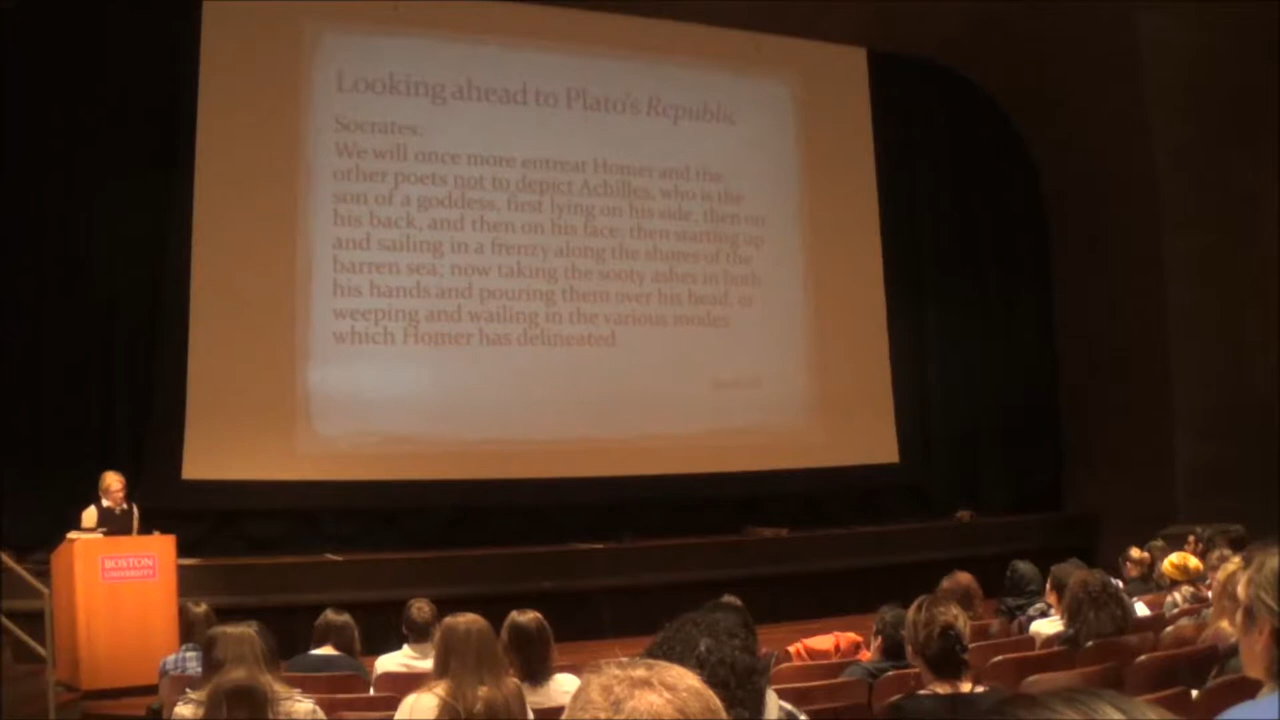 Looking ahead to Plato's Republic
Socrates:
We will once more entreat Homer and the
other poets not to depict Achilles, who is the
son of a goddess, first lying on his side, then on
his back, and then on his face; then starting up
and sailing in a frenzy along the shores of the
barren sea; now taking the sooty ashes in both
his hands and pouring them over his head, or
weeping and wailing in the various modes
which Homer has delineated
BOSTON
UNIVERSITY